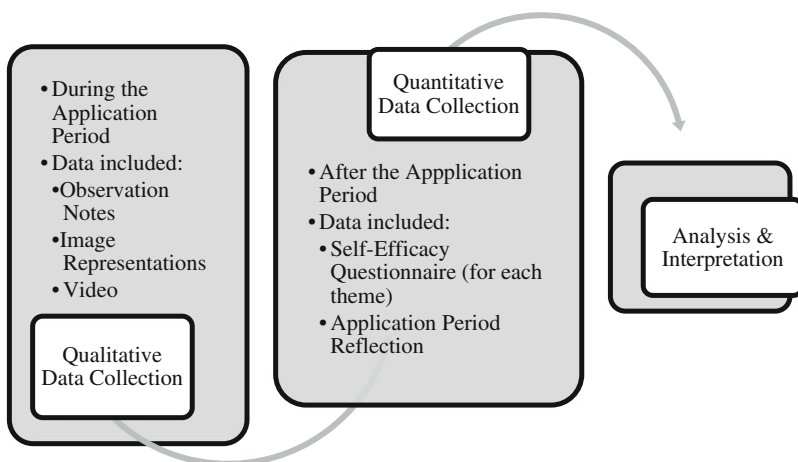 • During the
Application
Period
• Data included:
•Observation
Notes
•Image
Representations
• Video
Qualitative
Data Collection
Quantitative
Data Collection
• After the Appplication
Period
• Data included:
• Self-Efficacy
Questionnaire (for each
theme)
• Application Period
Reflection
Analysis &
Interpretation